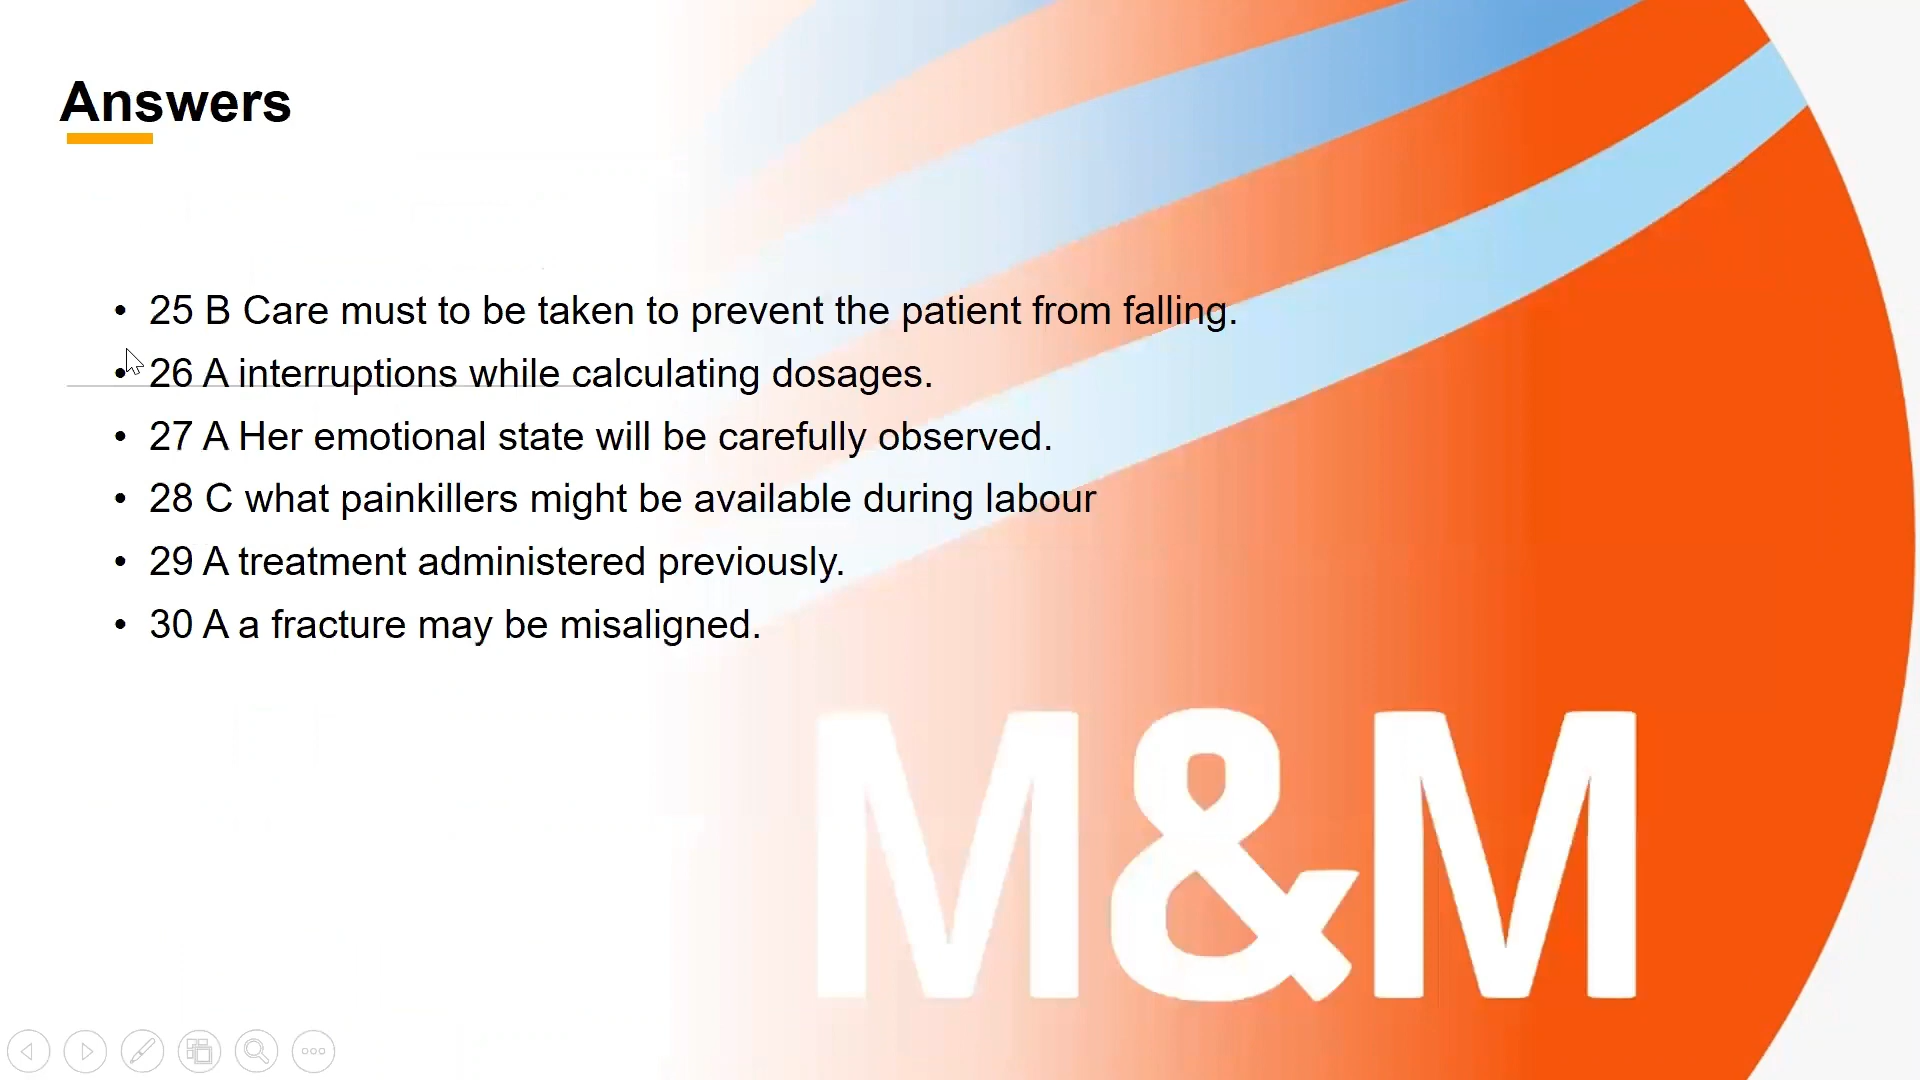 Answers
• 25 B Care must to be taken to prevent the patient from falling.
• 26 A interruptions while calculating dosages.
• 27 A Her emotional state will be carefully observed.
• 28 C what painkillers might be available during labour
• 29 A treatment administered previously.
• 30 A a fracture may be misaligned.
M&M